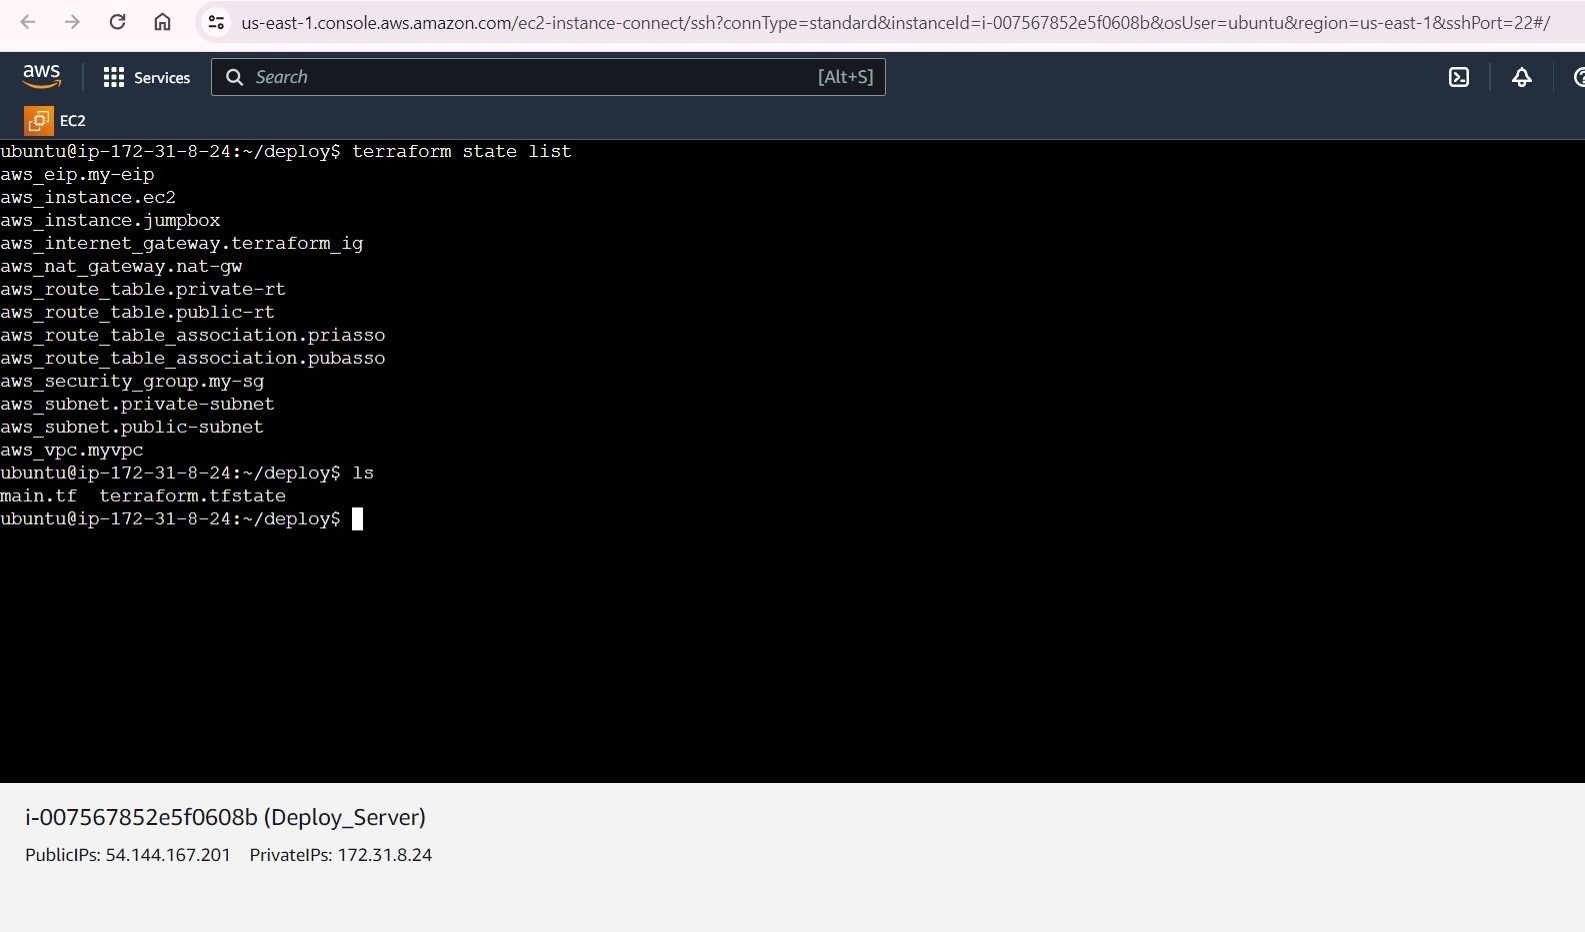 us-east-1.console.aws.amazon.com/ec2-instance-connect/ssh?connType=standard&instanceId=i-007567852e5f0608b&osUser=ubuntu&region=us-east-1&sshPort=22#/
aws
Services
Search
[Alt+S]
EC2
ubuntu@ip-172-31-8-24:~/deploy$ terraform state list
aws_eip.my-eip
aws_instance.ec2
aws_instance.jumpbox
aws_internet_gateway.terraform_ig
aws_nat_gateway.nat-gw
aws_route_table.private-rt
aws_route_table.public-rt
aws_route_table_association.priasso
aws_route_table_association.pubasso
aws_security_group.my-sg
aws_subnet.private-subnet
aws_subnet.public-subnet
aws_vpc.myvpc
ubuntu@ip-172-31-8-24:~/deploy$ ls
main.tf  terraform.tfstate
ubuntu@ip-172-31-8-24:~/deploy$
i-007567852e5f0608b (Deploy_Server)
PublicIPs: 54.144.167.201    PrivateIPs: 172.31.8.24